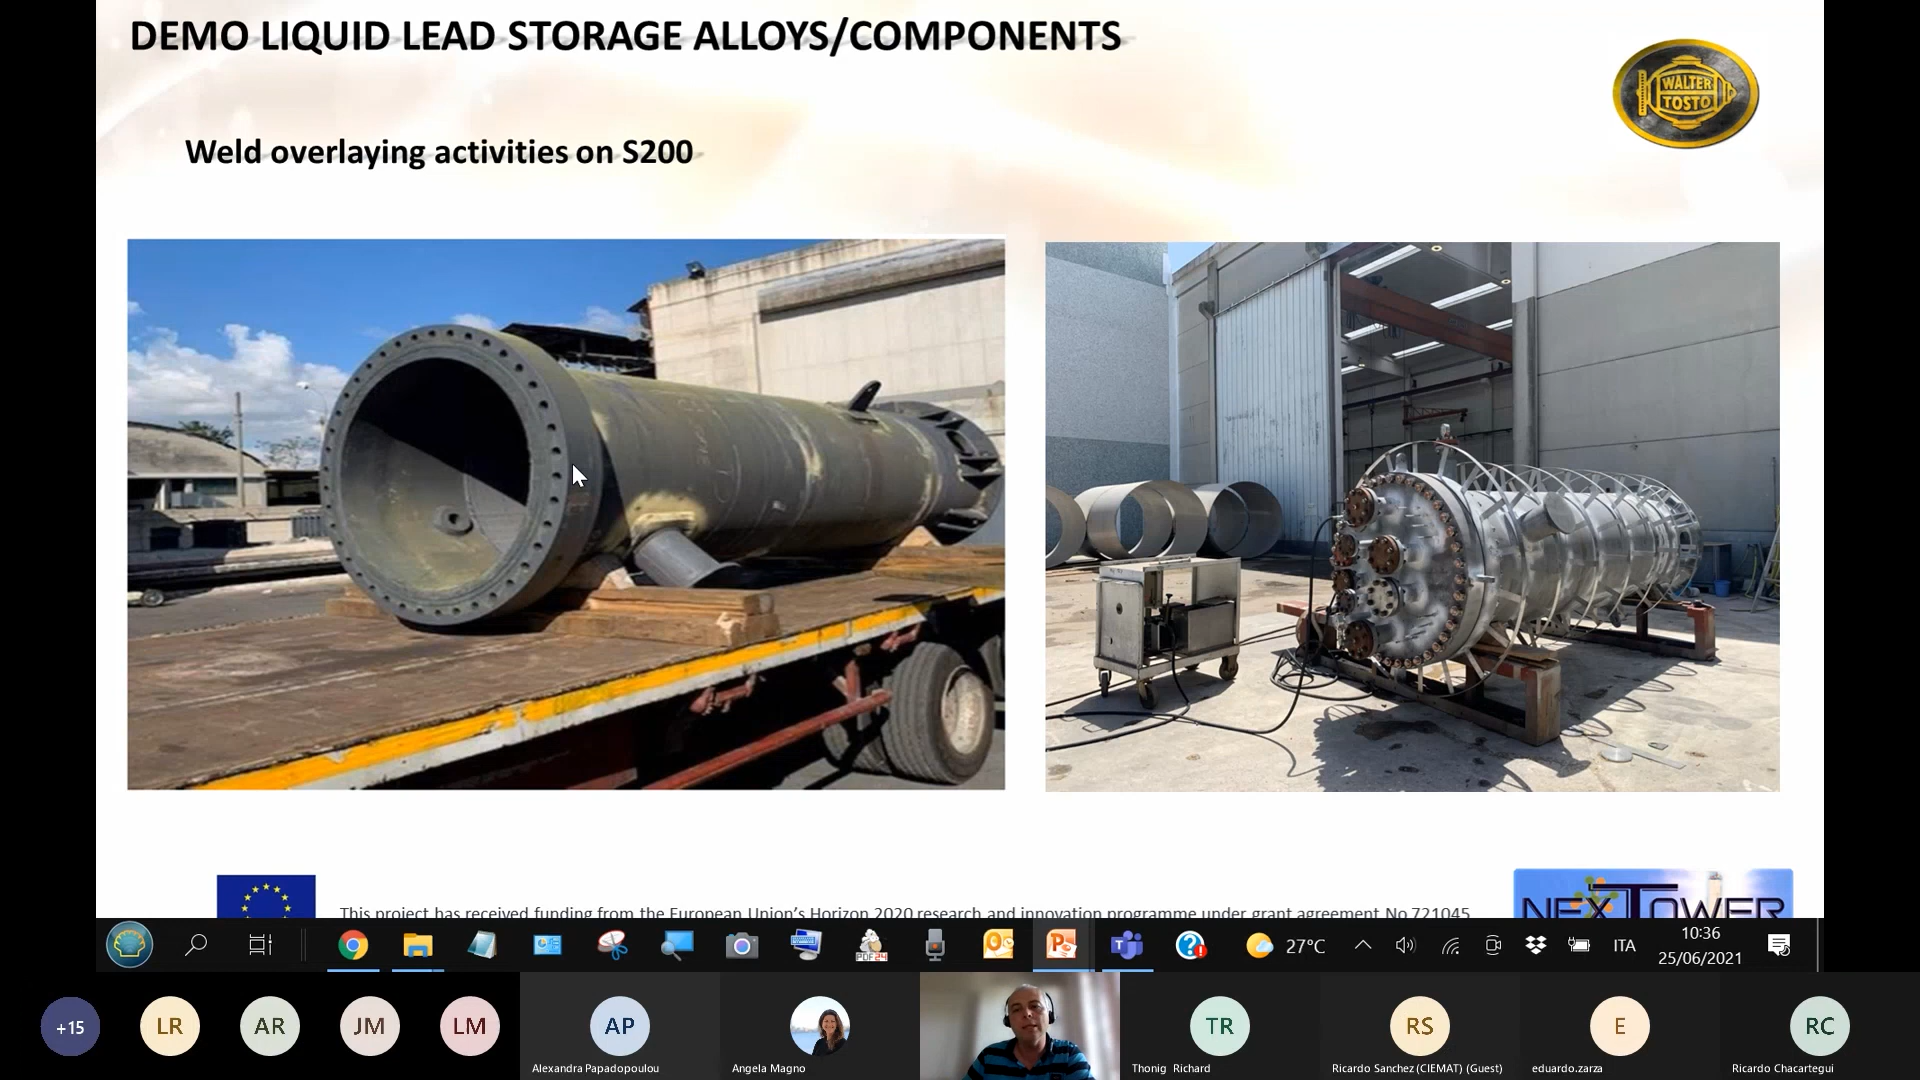 DEMO LIQUID LEAD STORAGE ALLOYS/COMPONENTS
WALTER
TOSTO
Weld overlaying activities on S200
This project has received funding from the European Union's Horizon 2020 research and innovation programme under grant agreement No 721045
NEXTOWER
PDF24
27°C
ITA
10:36
25/06/2021
+15
LR
AR
JM
LM
AP
TR
RS
E
RC
Alexandra Papadopoulou
Angela Magno
Thonig Richard
Ricardo Sanchez (CIEMAT) (Guest)
eduardo.zarza
Ricardo Chacartegui